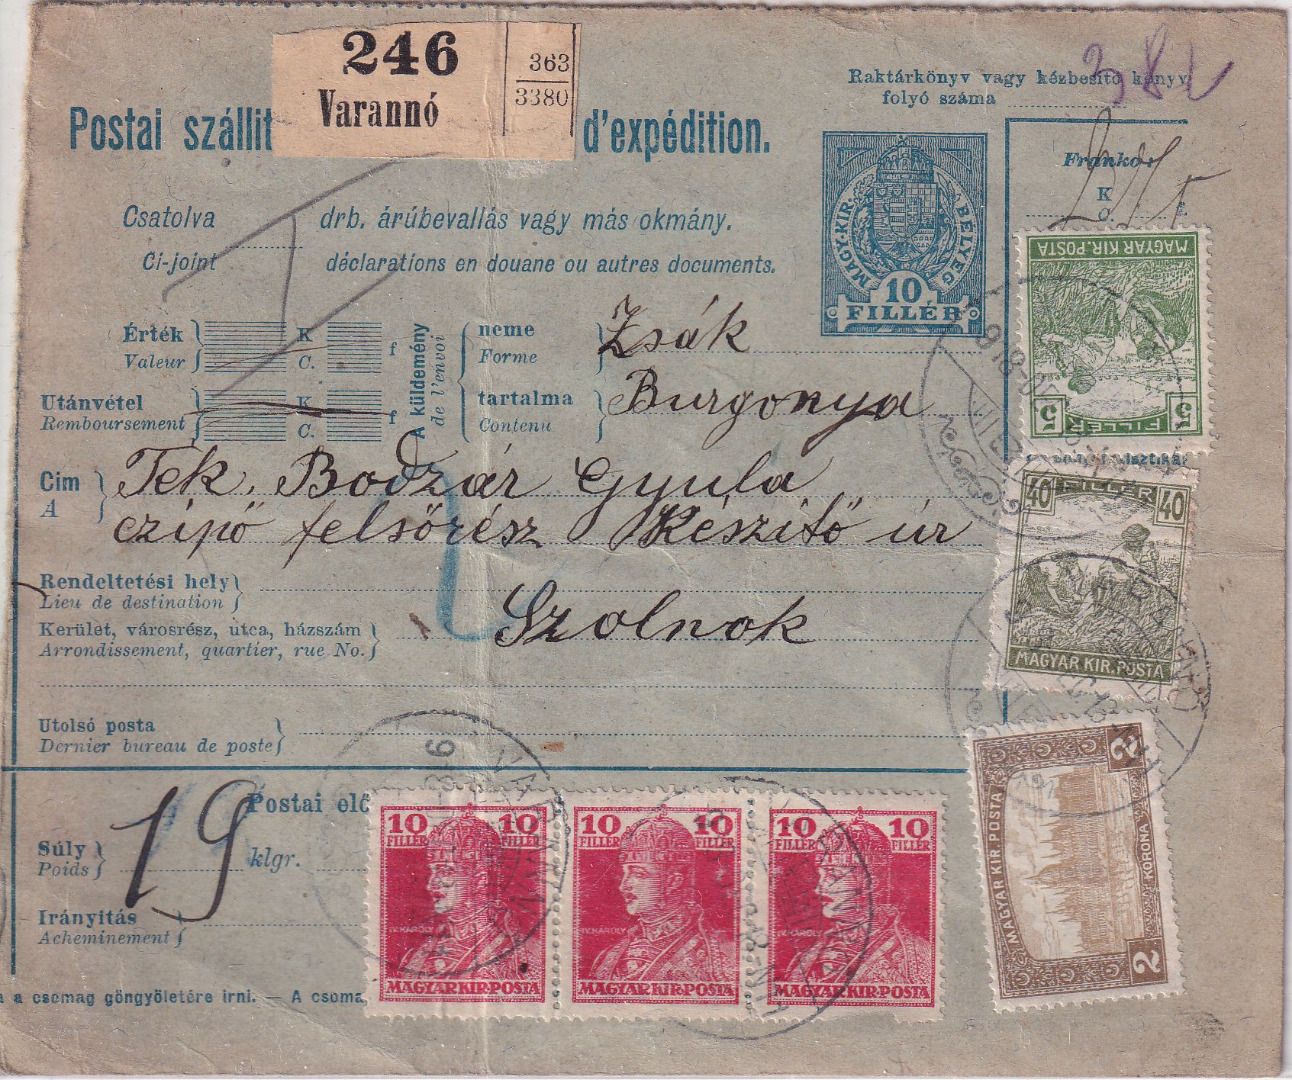 246
Varannó
363
3380
Raktárkönyv vagy kézbesitő könyv
folyó száma
Postai szállit d'expédition.
MAGY. KIR. BÉLYEG
10
FILLÉR
Frankó
K
Csatolva drb. árúbevallás vagy más okmány.
Ci-joint déclarations en douane ou autres documents.
Érték K f
Valeur C.
Utánvétel K f
Remboursement C.
A küldemény
de l'envoi
neme Zsák
Forme
tartalma Burgonya
Contenu
Cim Tek. Bodzár Gyula
A czipő felsőrész készitő úr
Szolnok
Rendeltetési hely
Lieu de destination
Kerület, városrész, utca, házszám
Arrondissement, quartier, rue No.
Utolsó posta
Dernier bureau de poste
Postai elő
Súly 19 klgr.
Poids
Irányitás
Acheminement
a csomag göngyöletére irni. — A csoma
MAGYAR KIR. POSTA
5 FILLÉR 5
40 FILLÉR 40
MAGYAR KIR. POSTA
2 KORONA 2
MAGYAR KIR. POSTA
10 FILLÉR 10 FILLÉR
IV. KÁROLY
MAGYAR KIR. POSTA
10 FILLÉR 10 FILLÉR
IV. KÁROLY
MAGYAR KIR. POSTA
10 FILLÉR 10 FILLÉR
IV. KÁROLY
MAGYAR KIR. POSTA